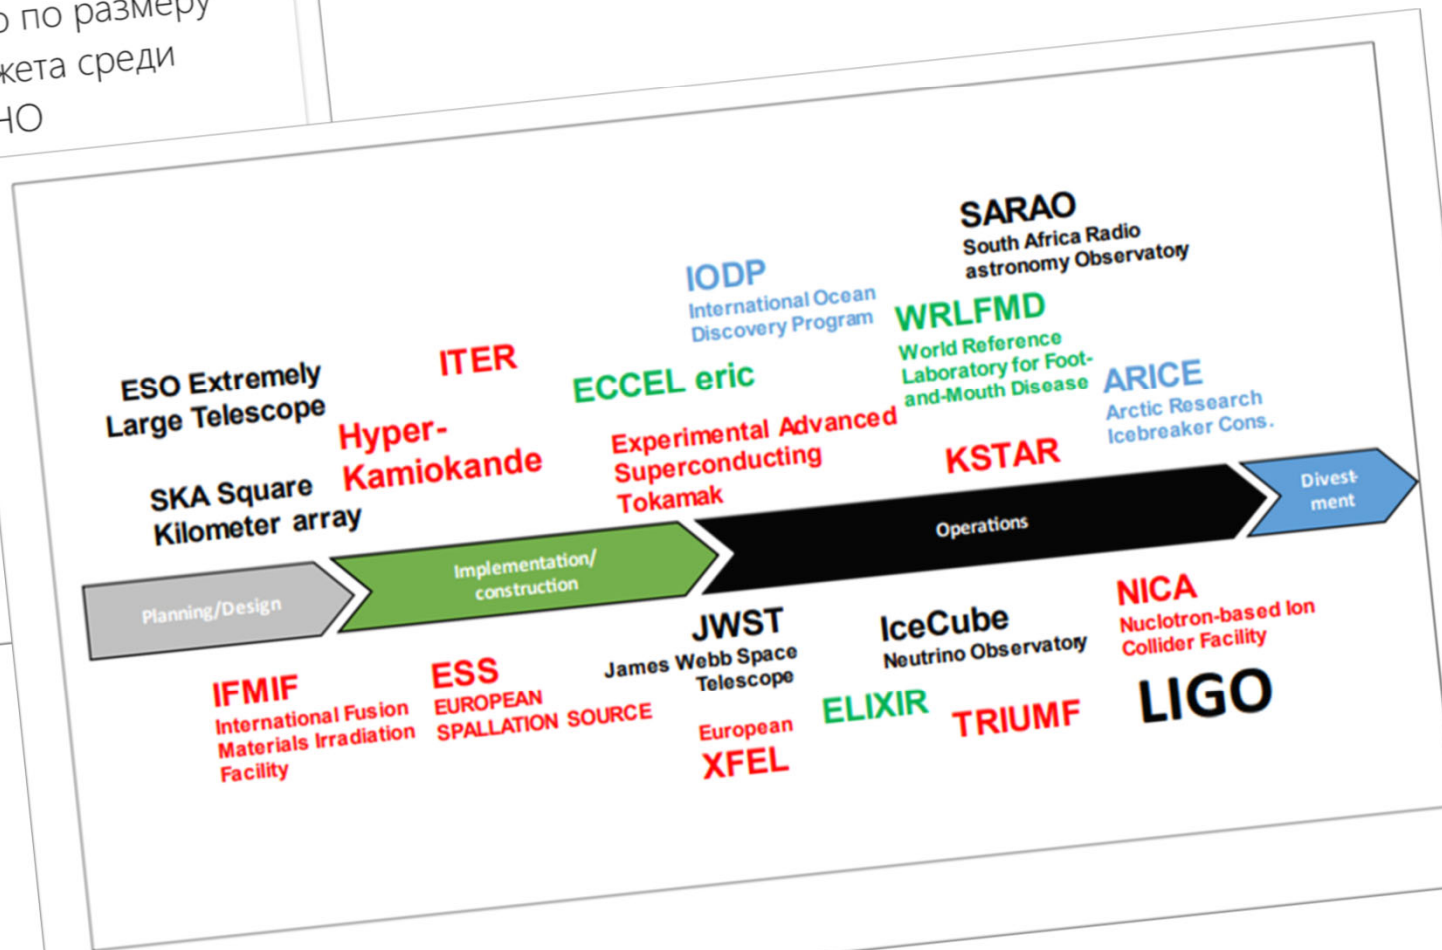 по размеру
среди
SARAO
South Africa Radio
astronomy Observatory
IODP
International Ocean
Discovery Program
WRLFMD
World Reference
Laboratory for Foot-
and-Mouth Disease
ITER
ECCEL eric
ARICE
Arctic Research
Icebreaker Cons.
ESO Extremely
Large Telescope
Hyper-
Kamiokande
Experimental Advanced
Superconducting
Tokamak
KSTAR
SKA Square
Kilometer array
Planning/Design
Implementation/
construction
Operations
Divest-
ment
IFMIF
International Fusion
Materials Irradiation
Facility
ESS
EUROPEAN
SPALLATION SOURCE
JWST
James Webb Space
Telescope
European
XFEL
IceCube
Neutrino Observatory
ELIXIR
TRIUMF
NICA
Nuclotron-based Ion
Collider Facility
LIGO